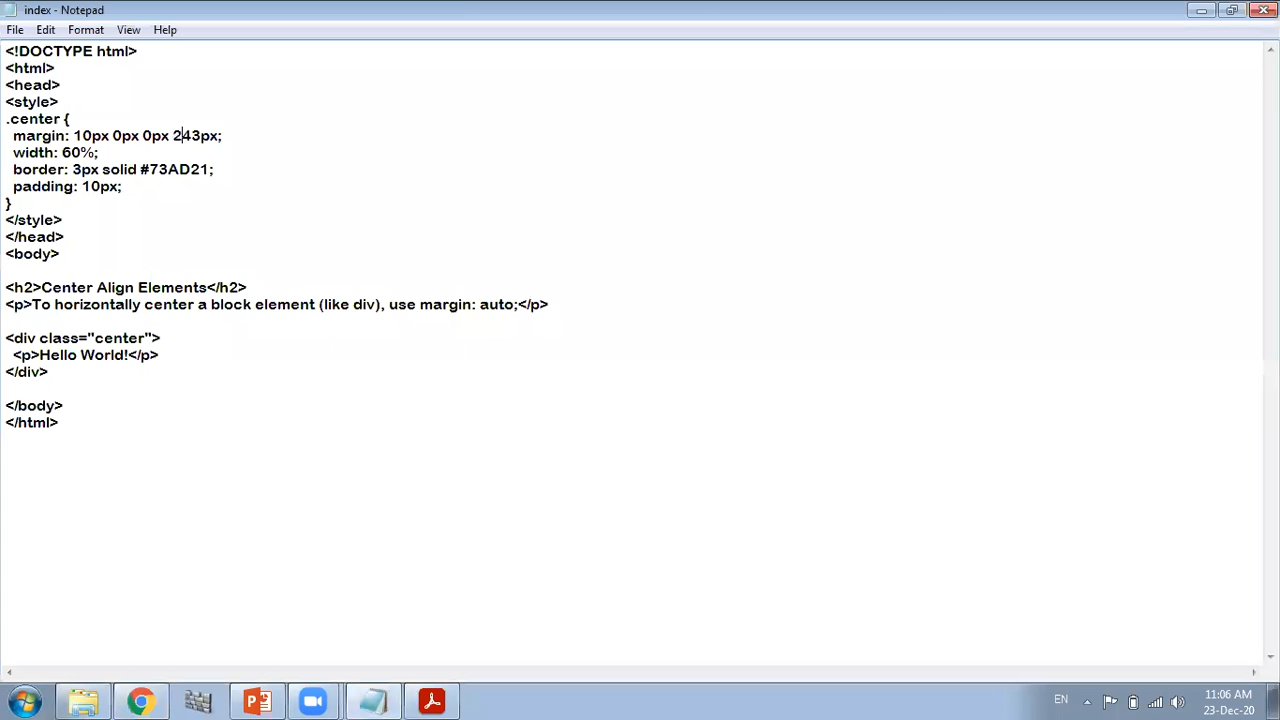 index - Notepad
File Edit Format View Help
<!DOCTYPE html>
<html>
<head>
<style>
.center {
  margin: 10px 0px 0px 243px;
  width: 60%;
  border: 3px solid #73AD21;
  padding: 10px;
}
</style>
</head>
<body>

<h2>Center Align Elements</h2>
<p>To horizontally center a block element (like div), use margin: auto;</p>

<div class="center">
  <p>Hello World!</p>
</div>

</body>
</html>
EN
11:06 AM
23-Dec-20